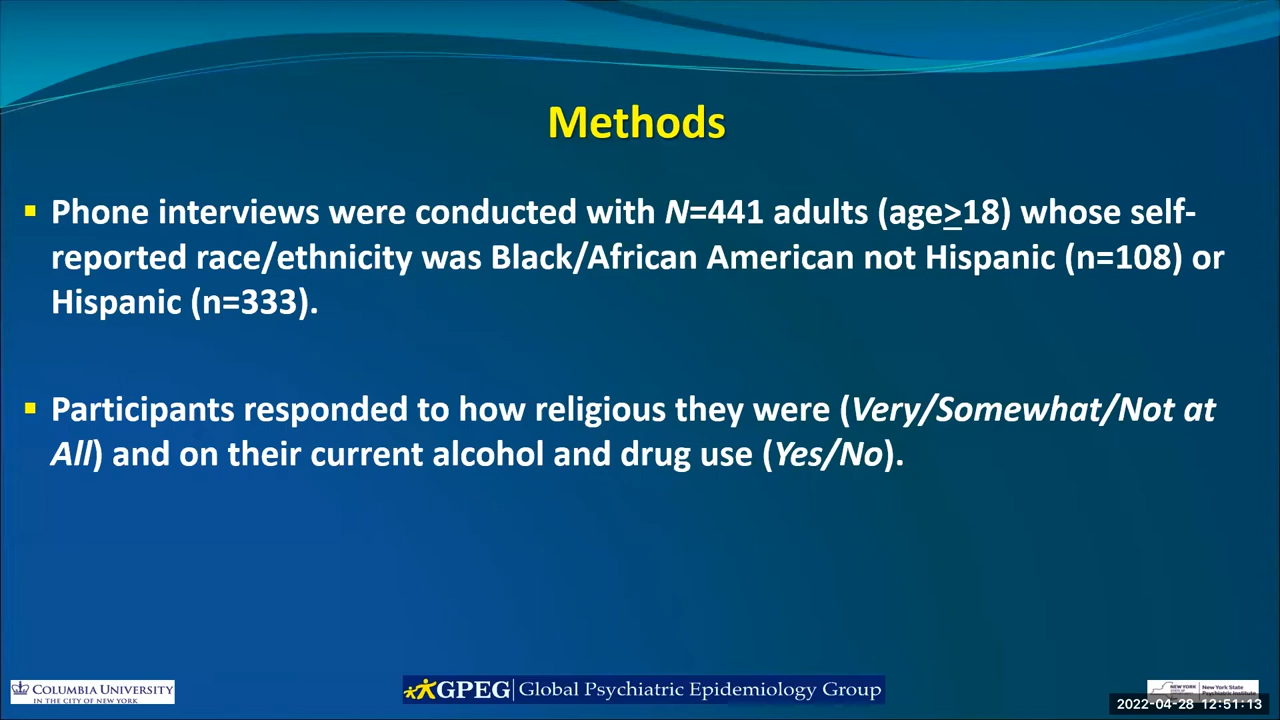 Methods
Phone interviews were conducted with N=441 adults (age≥18) whose self-
reported race/ethnicity was Black/African American not Hispanic (n=108) or
Hispanic (n=333).
Participants responded to how religious they were (Very/Somewhat/Not at
All) and on their current alcohol and drug use (Yes/No).
COLUMBIA UNIVERSITY
IN THE CITY OF NEW YORK
GPEG | Global Psychiatric Epidemiology Group
New York State
Psychiatric Institute
2022-04-28 12:51:13